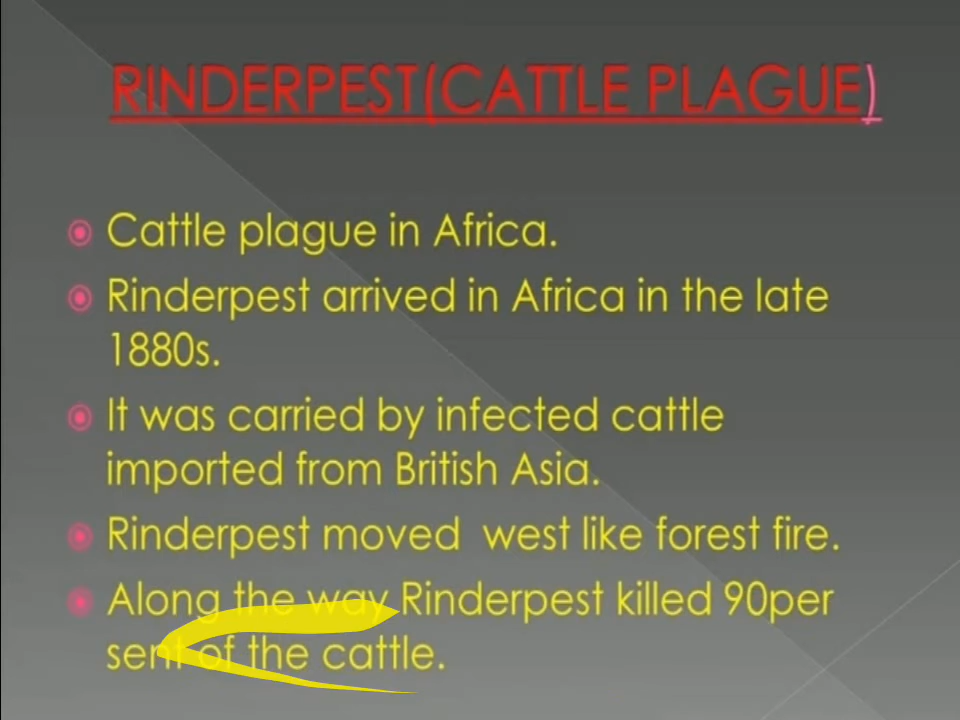 RINDERPEST(CATTLE PLAGUE)
Cattle plague in Africa.
Rinderpest arrived in Africa in the late
1880s.
It was carried by infected cattle
imported from British Asia.
Rinderpest moved west like forest fire.
Along the way Rinderpest killed 90per
sent of the cattle.